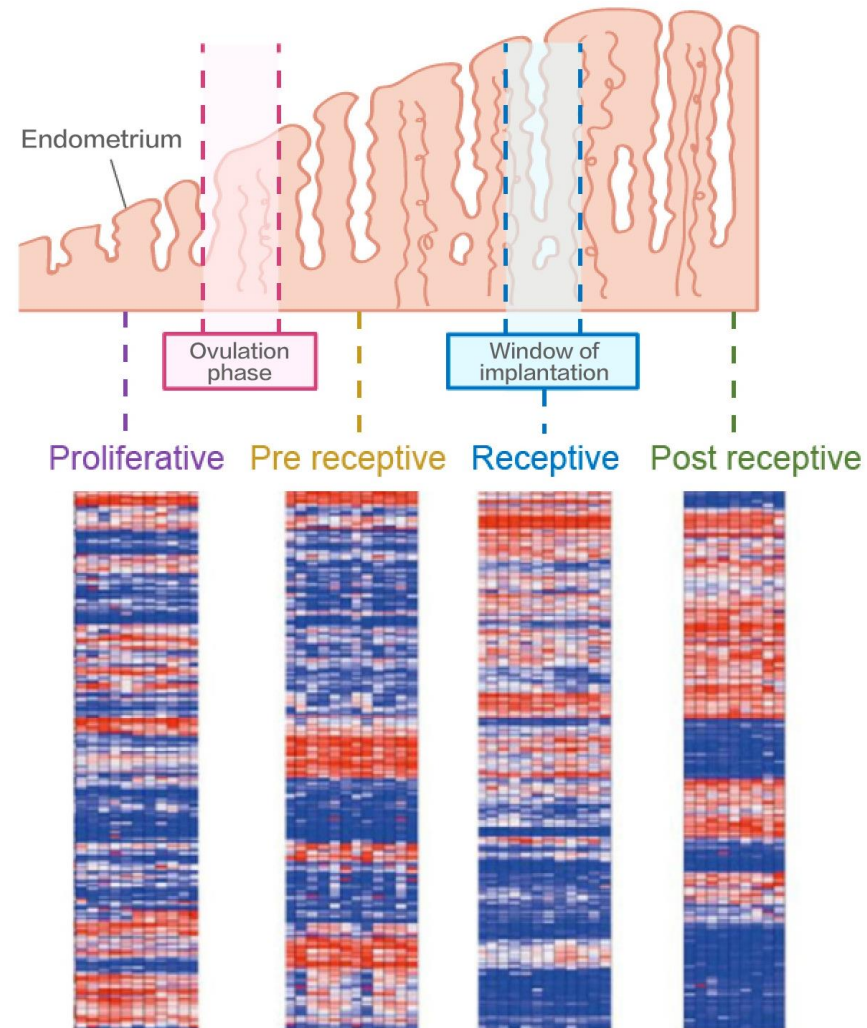 Endometrium
Ovulation
phase
Window of
implantation
Proliferative
Pre receptive
Receptive
Post receptive